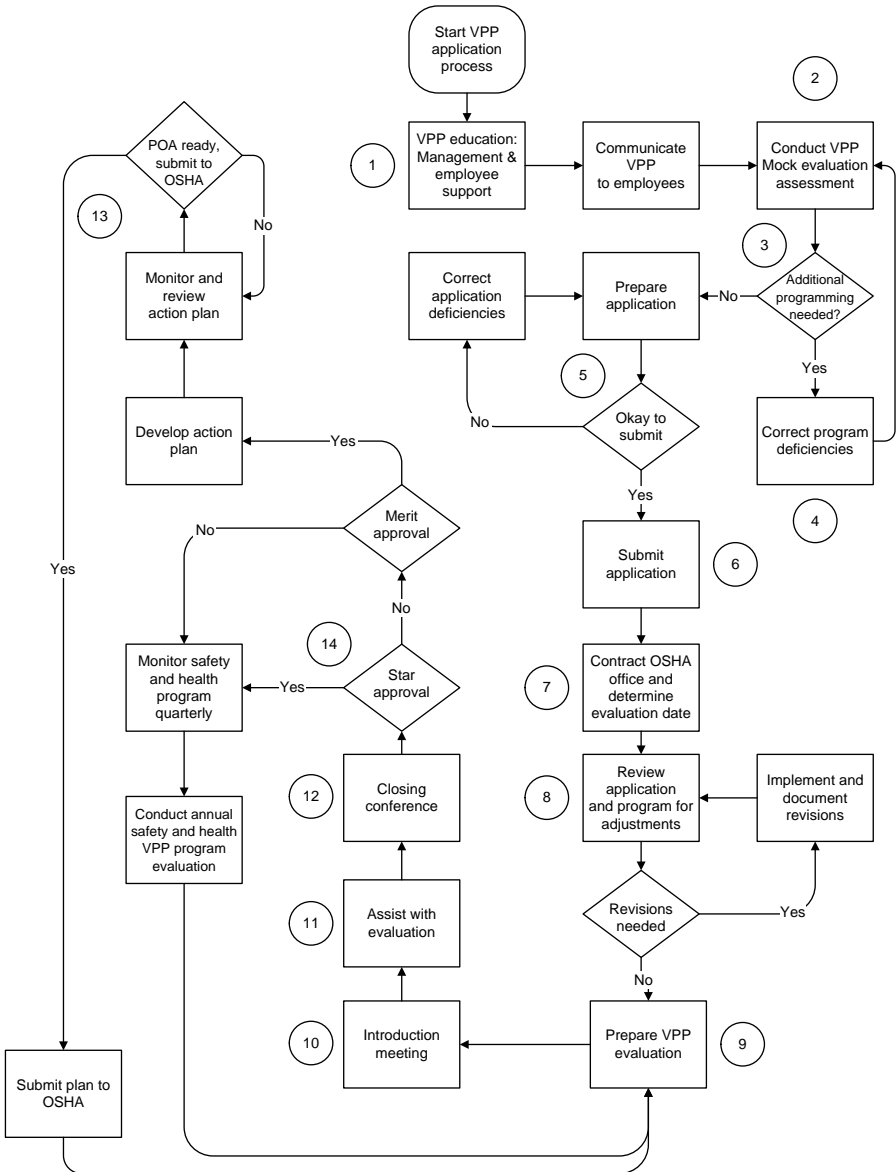 Start VPP
application
process
2
1
VPP education:
Management &
employee
support
Communicate
VPP
to employees
Conduct VPP
Mock evaluation
assessment
POA ready,
submit to
OSHA
13
No
3
Additional
programming
needed?
No
Yes
Monitor and
review
action plan
Correct
application
deficiencies
Prepare
application
5
Okay to
submit
No
Yes
Correct program
deficiencies
4
Develop action
plan
Yes
Merit
approval
No
No
Yes
Submit
application
6
14
Star
approval
Yes
Monitor safety
and health
program
quarterly
7
Contract OSHA
office and
determine
evaluation date
12
Closing
conference
8
Review
application
and program for
adjustments
Implement and
document
revisions
Conduct annual
safety and health
VPP program
evaluation
11
Assist with
evaluation
Revisions
needed
Yes
No
10
Introduction
meeting
Prepare VPP
evaluation
9
Submit plan to
OSHA